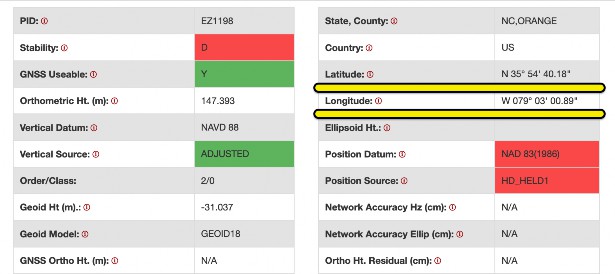 PID: EZ1198
Stability: D
GNSS Useable: Y
Orthometric Ht. (m): 147.393
Vertical Datum: NAVD 88
Vertical Source: ADJUSTED
Order/Class: 2/0
Geoid Ht (m).: -31.037
Geoid Model: GEOID18
GNSS Ortho Ht. (m): N/A
State, County: NC,ORANGE
Country: US
Latitude: N 35° 54' 40.18"
Longitude: W 079° 03' 00.89"
Ellipsoid Ht.:
Position Datum: NAD 83(1986)
Position Source: HD_HELD1
Network Accuracy Hz (cm): N/A
Network Accuracy Ellip (cm): N/A
Ortho Ht. Residual (cm): N/A